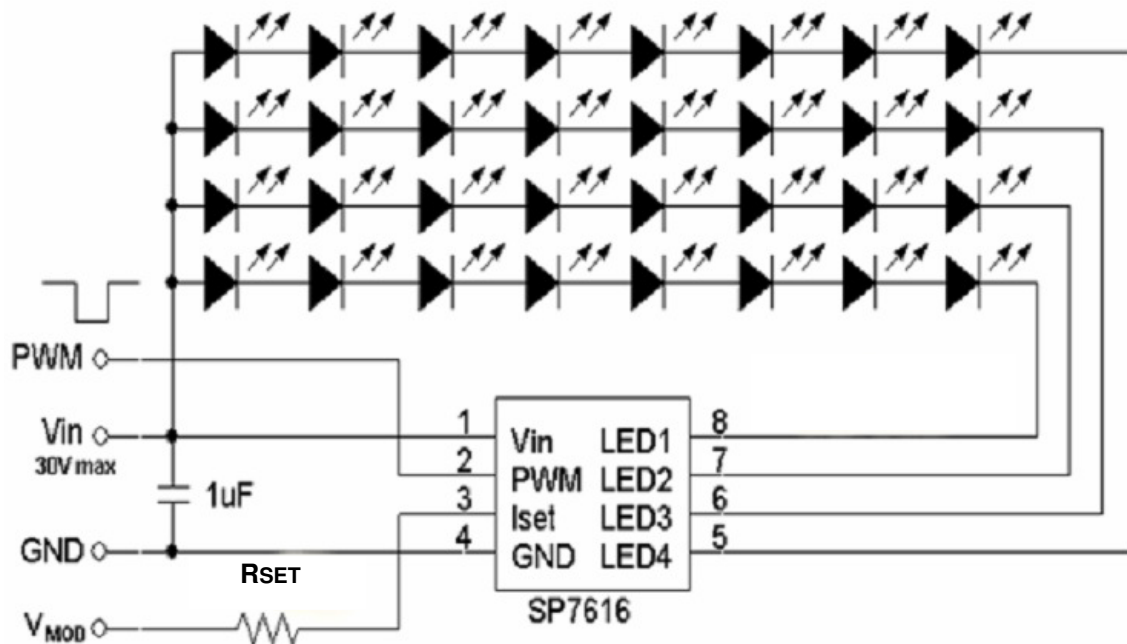 PWM
Vin
30V max
1uF
GND
RSET
VMOD
1
2
3
4
Vin
PWM
Iset
GND
LED1
LED2
LED3
LED4
8
7
6
5
SP7616